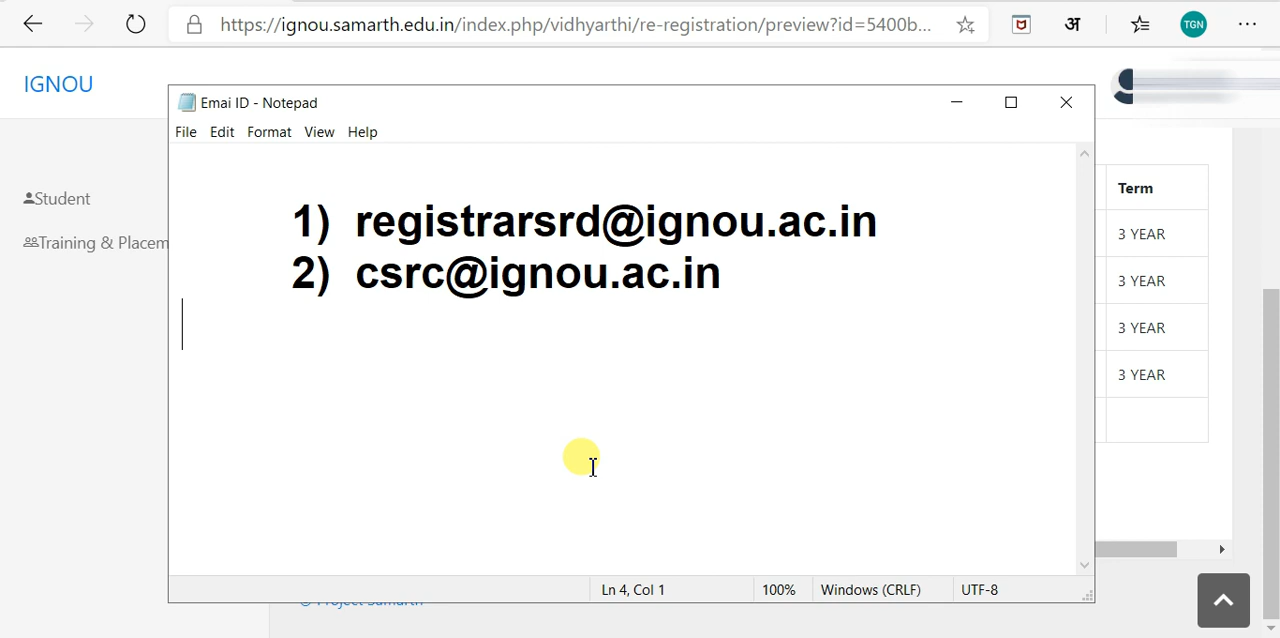 https://ignou.samarth.edu.in/index.php/vidhyarthi/re-registration/preview?id=5400b...
अ
TGN
IGNOU
Emai ID - Notepad
File Edit Format View Help
Student
Training & Placem
1) registrarsrd@ignou.ac.in
2) csrc@ignou.ac.in
Term
3 YEAR
3 YEAR
3 YEAR
3 YEAR
Ln 4, Col 1
100%
Windows (CRLF)
UTF-8